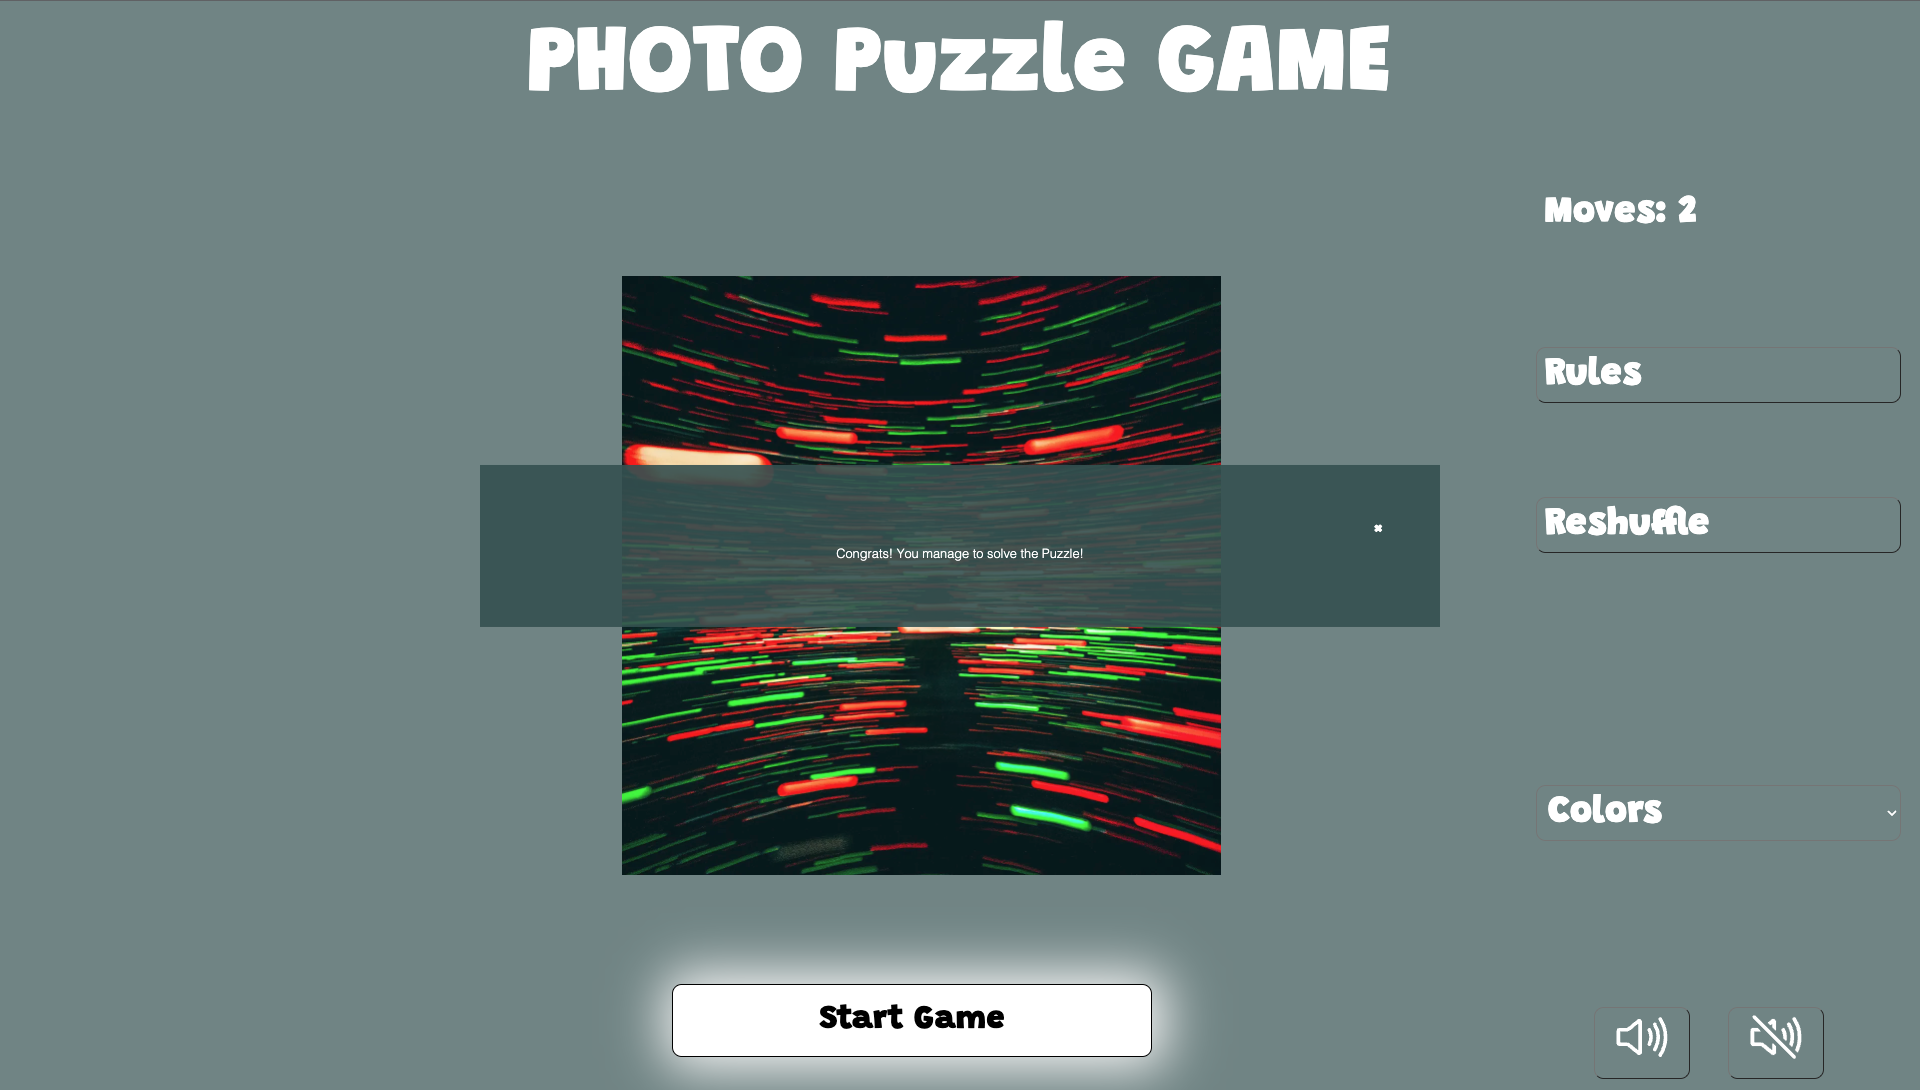 PHOTO Puzzle GAME
Moves: 2
Rules
Reshuffle
Congrats! You manage to solve the Puzzle!
Colors
Start Game